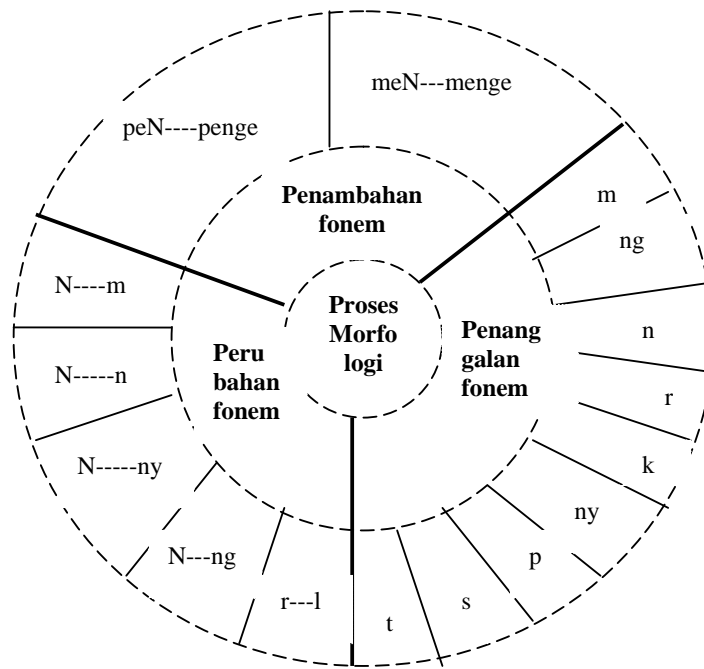 meN---menge
peN----penge
Penambahan
fonem
m
ng
N----m
Proses
Morfo
logi
Penang
galan
fonem
n
Peru
bahan
fonem
N-----n
r
N-----ny
k
ny
N---ng
p
r---l
s
t